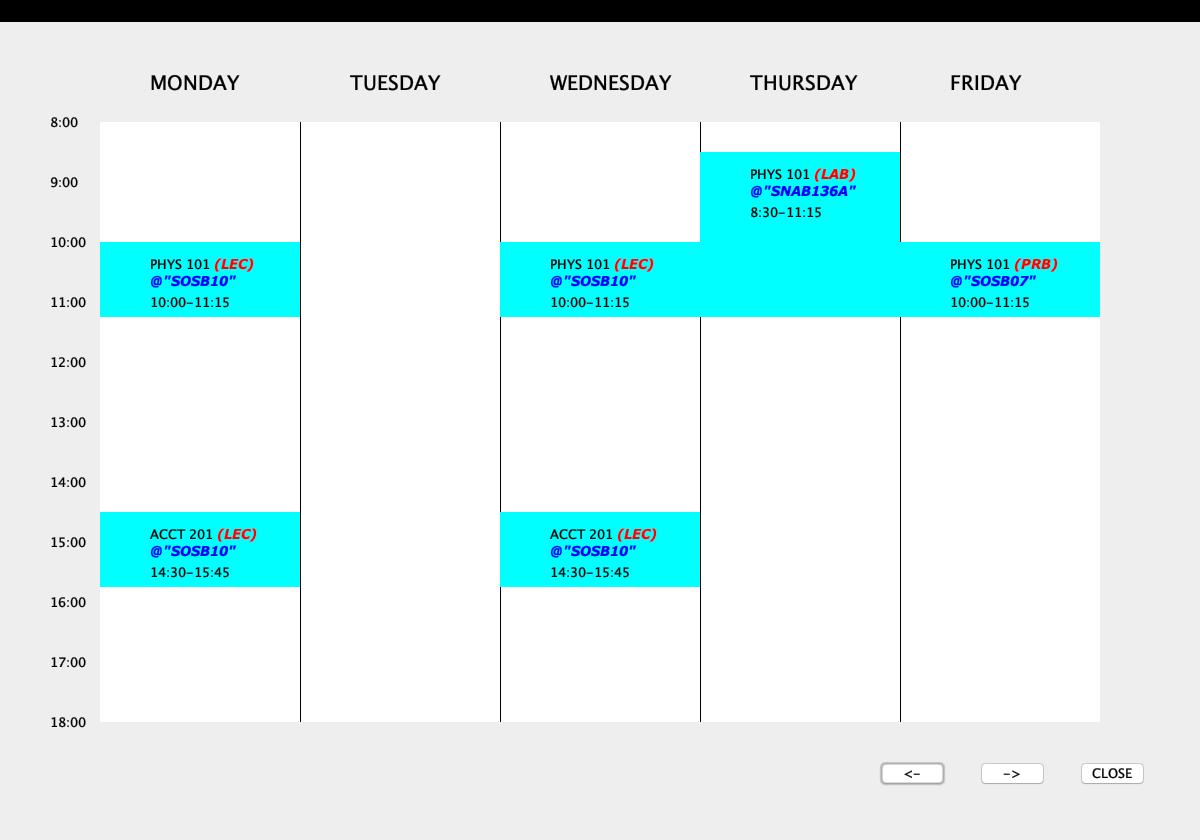 MONDAY TUESDAY WEDNESDAY THURSDAY FRIDAY
8:00
PHYS 101 (LAB)
@"SNAB136A"
8:30-11:15
9:00
10:00
PHYS 101 (LEC) PHYS 101 (LEC) PHYS 101 (PRB)
@"SOSB10" @"SOSB10" @"SOSB07"
10:00-11:15 10:00-11:15 10:00-11:15
11:00
12:00
13:00
14:00
ACCT 201 (LEC) ACCT 201 (LEC)
@"SOSB10" @"SOSB10"
14:30-15:45 14:30-15:45
15:00
16:00
17:00
18:00
<- -> CLOSE